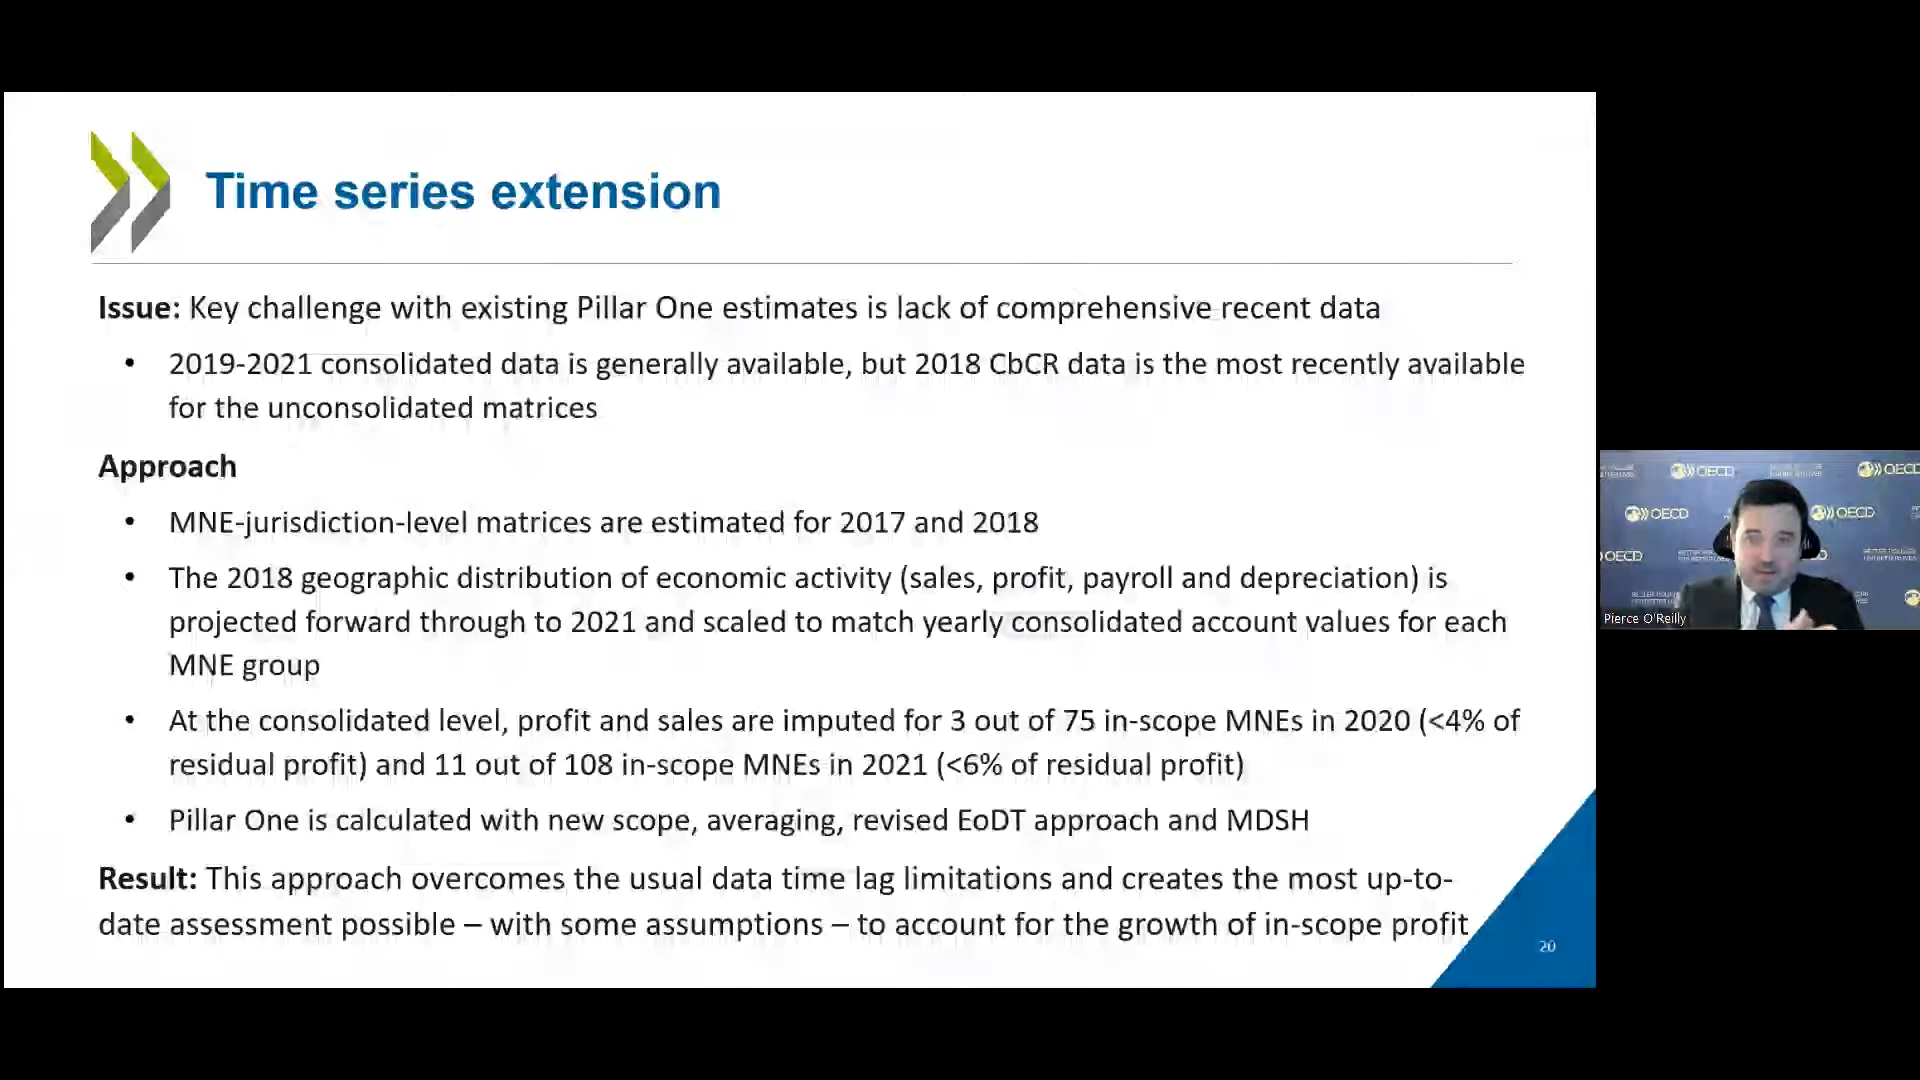 Time series extension
Issue: Key challenge with existing Pillar One estimates is lack of comprehensive recent data
• 2019-2021 consolidated data is generally available, but 2018 CbCR data is the most recently available
for the unconsolidated matrices
Approach
• MNE-jurisdiction-level matrices are estimated for 2017 and 2018
• The 2018 geographic distribution of economic activity (sales, profit, payroll and depreciation) is
projected forward through to 2021 and scaled to match yearly consolidated account values for each
MNE group
• At the consolidated level, profit and sales are imputed for 3 out of 75 in-scope MNEs in 2020 (<4% of
residual profit) and 11 out of 108 in-scope MNEs in 2021 (<6% of residual profit)
• Pillar One is calculated with new scope, averaging, revised EoDT approach and MDSH
Result: This approach overcomes the usual data time lag limitations and creates the most up-to-
date assessment possible – with some assumptions – to account for the growth of in-scope profit
20
OECD
OECD
OECD
OECD
OECD
Pierce O'Reilly